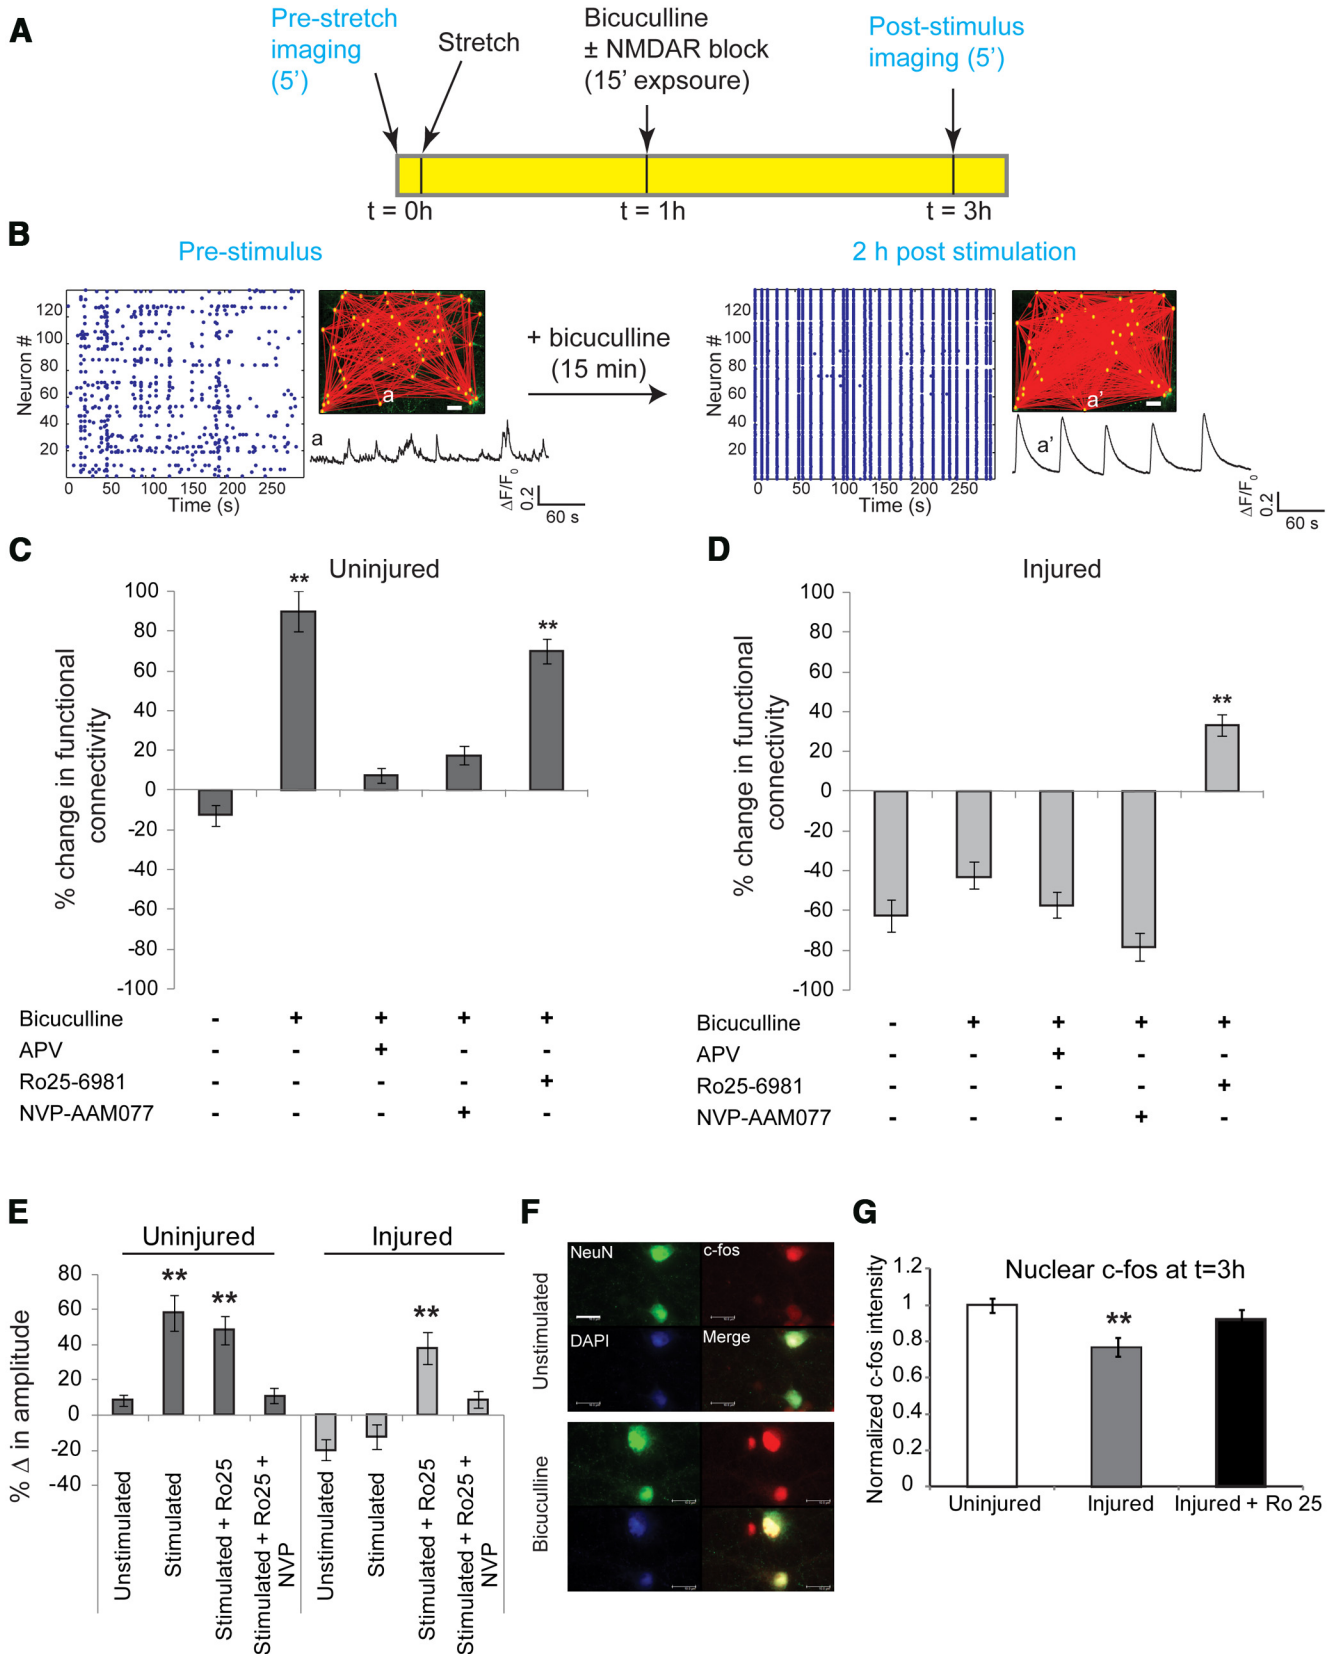 A
Pre-stretch
imaging
(5’)
Stretch
Bicuculline
± NMDAR block
(15’ expsoure)
Post-stimulus
imaging (5’)
t = 0h
t = 1h
t = 3h
B
Pre-stimulus
2 h post stimulation
Neuron #
120
100
80
60
40
20
0 50 100 150 200 250
Time (s)
a
a
ΔF/F0
0.2
60 s
+ bicuculline
(15 min)
Neuron #
120
100
80
60
40
20
0 50 100 150 200 250
Time (s)
a’
a’
ΔF/F0
0.2
60 s
C
Uninjured
% change in functional
connectivity
100
80
60
40
20
0
-20
-40
-60
-80
-100
**
**
Bicuculline - + + + +
APV - - + - -
Ro25-6981 - - - - +
NVP-AAM077 - - - + -
D
Injured
% change in functional
connectivity
100
80
60
40
20
0
-20
-40
-60
-80
-100
**
Bicuculline - + + + +
APV - - + - -
Ro25-6981 - - - - +
NVP-AAM077 - - - + -
E
Uninjured
Injured
% Δ in amplitude
80
60
40
20
0
-20
-40
**
**
**
Unstimulated
Stimulated
Stimulated + Ro25
Stimulated + Ro25 +
NVP
Unstimulated
Stimulated
Stimulated + Ro25
Stimulated + Ro25 +
NVP
F
Unstimulated
NeuN
c-fos
DAPI
Merge
Bicuculline
G
Nuclear c-fos at t=3h
Normalized c-fos intensity
1.2
1
0.8
0.6
0.4
0.2
0
**
Uninjured
Injured
Injured + Ro 25